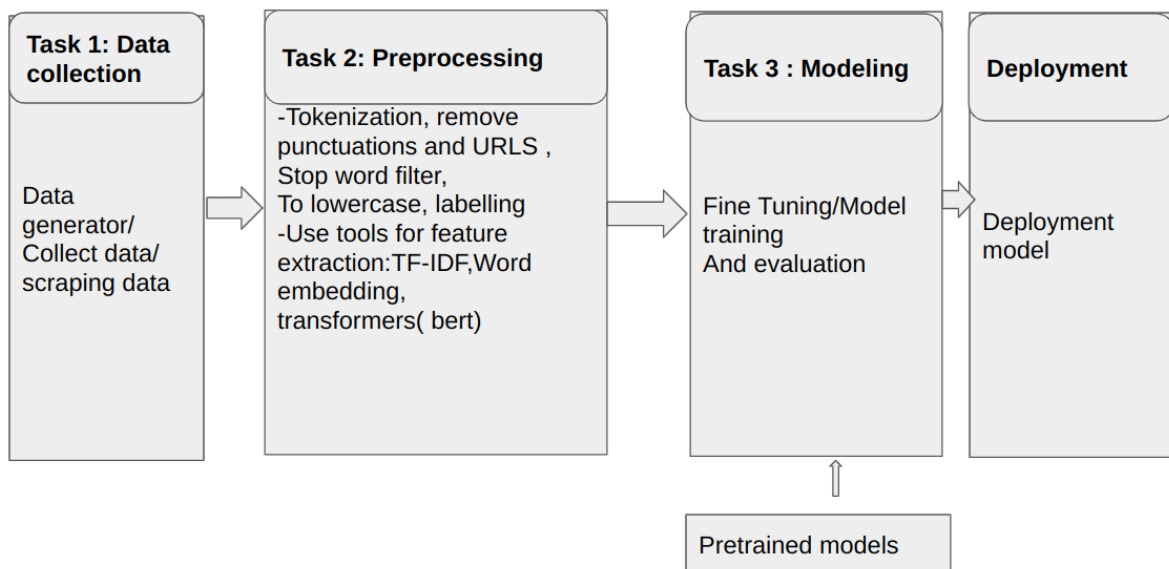 Task 1: Data
collection
Data
generator/
Collect data/
scraping data
Task 2: Preprocessing
-Tokenization, remove
punctuations and URLS ,
Stop word filter,
To lowercase, labelling
-Use tools for feature
extraction:TF-IDF,Word
embedding,
transformers( bert)
Task 3 : Modeling
Fine Tuning/Model
training
And evaluation
Pretrained models
Deployment
Deployment
model